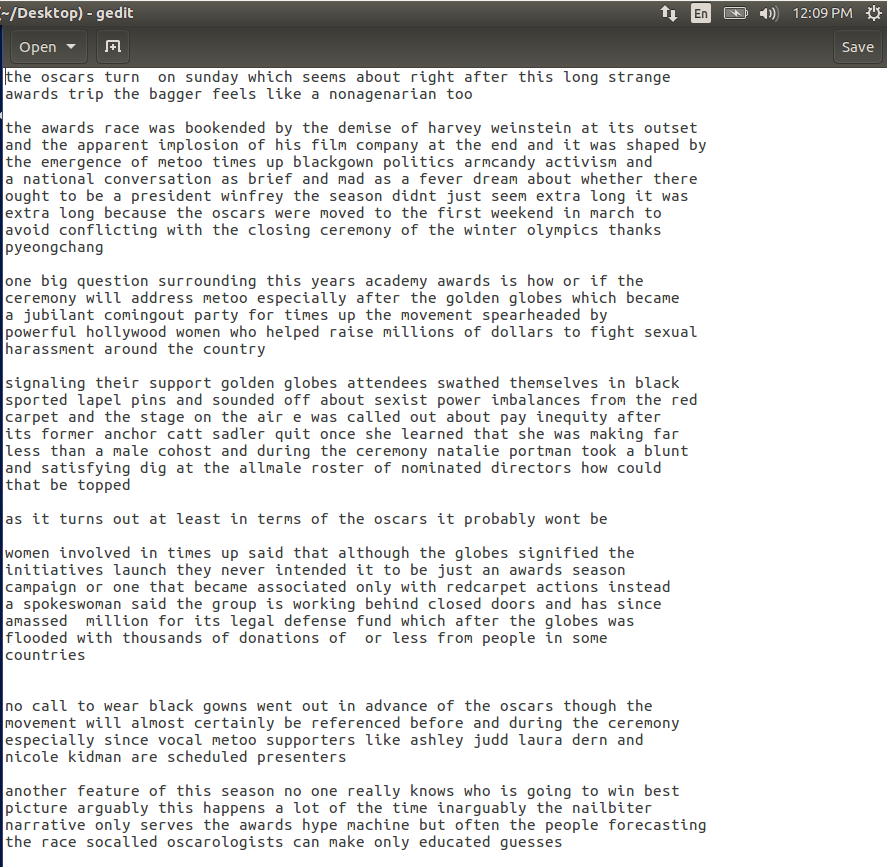 ~/Desktop) - gedit
En
12:09 PM
Open
Save
the oscars turn  on sunday which seems about right after this long strange
awards trip the bagger feels like a nonagenarian too
the awards race was bookended by the demise of harvey weinstein at its outset
and the apparent implosion of his film company at the end and it was shaped by
the emergence of metoo times up blackgown politics armcandy activism and
a national conversation as brief and mad as a fever dream about whether there
ought to be a president winfrey the season didnt just seem extra long it was
extra long because the oscars were moved to the first weekend in march to
avoid conflicting with the closing ceremony of the winter olympics thanks
pyeongchang
one big question surrounding this years academy awards is how or if the
ceremony will address metoo especially after the golden globes which became
a jubilant comingout party for times up the movement spearheaded by
powerful hollywood women who helped raise millions of dollars to fight sexual
harassment around the country
signaling their support golden globes attendees swathed themselves in black
sported lapel pins and sounded off about sexist power imbalances from the red
carpet and the stage on the air e was called out about pay inequity after
its former anchor catt sadler quit once she learned that she was making far
less than a male cohost and during the ceremony natalie portman took a blunt
and satisfying dig at the allmale roster of nominated directors how could
that be topped
as it turns out at least in terms of the oscars it probably wont be
women involved in times up said that although the globes signified the
initiatives launch they never intended it to be just an awards season
campaign or one that became associated only with redcarpet actions instead
a spokeswoman said the group is working behind closed doors and has since
amassed  million for its legal defense fund which after the globes was
flooded with thousands of donations of  or less from people in some
countries
no call to wear black gowns went out in advance of the oscars though the
movement will almost certainly be referenced before and during the ceremony
especially since vocal metoo supporters like ashley judd laura dern and
nicole kidman are scheduled presenters
another feature of this season no one really knows who is going to win best
picture arguably this happens a lot of the time inarguably the nailbiter
narrative only serves the awards hype machine but often the people forecasting
the race socalled oscarologists can make only educated guesses